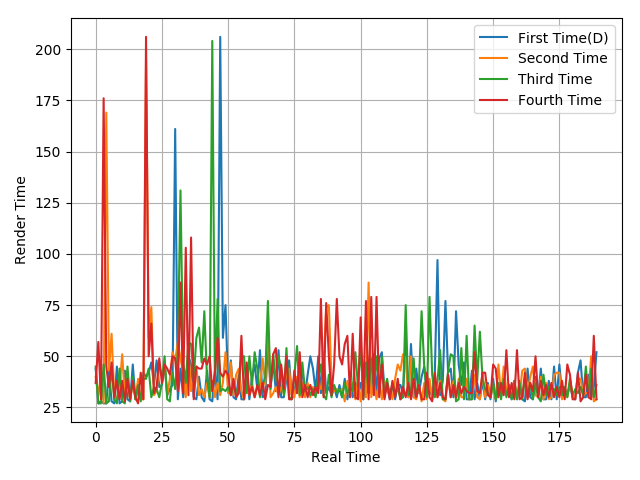 First Time(D)
Second Time
Third Time
Fourth Time
200
175
150
125
100
75
50
25
Render Time
0
25
50
75
100
125
150
175
Real Time